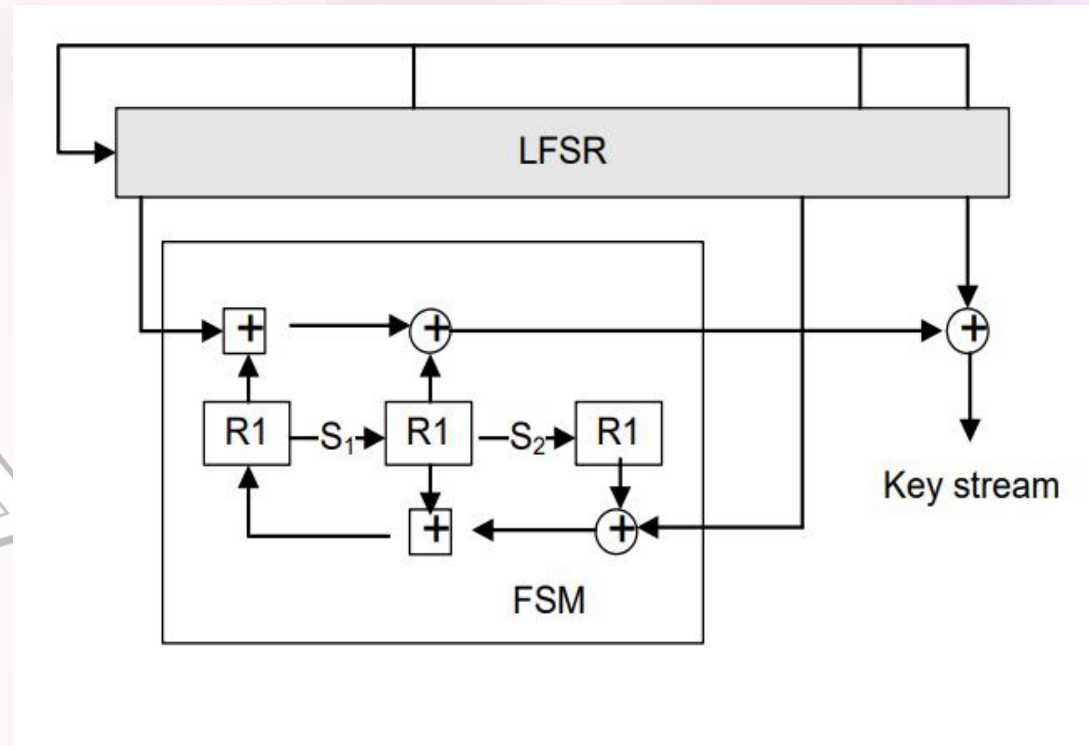 LFSR
+ + +
R1 S₁ R1 S₂ R1
Key stream
+ +
FSM